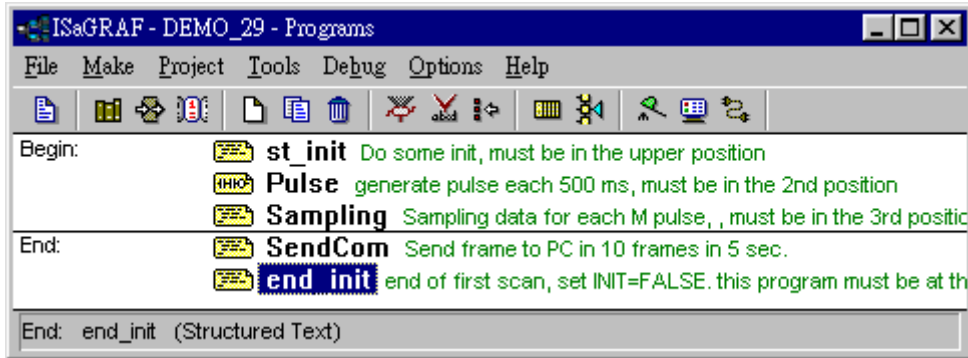 ISaGRAF - DEMO_29 - Programs
File Make Project Tools Debug Options Help
Begin: st_init Do some init, must be in the upper position
Pulse generate pulse each 500 ms, must be in the 2nd position
Sampling Sampling data for each M pulse, , must be in the 3rd positio
End: SendCom Send frame to PC in 10 frames in 5 sec.
end_init end of first scan, set INIT=FALSE. this program must be at th
End: end_init (Structured Text)